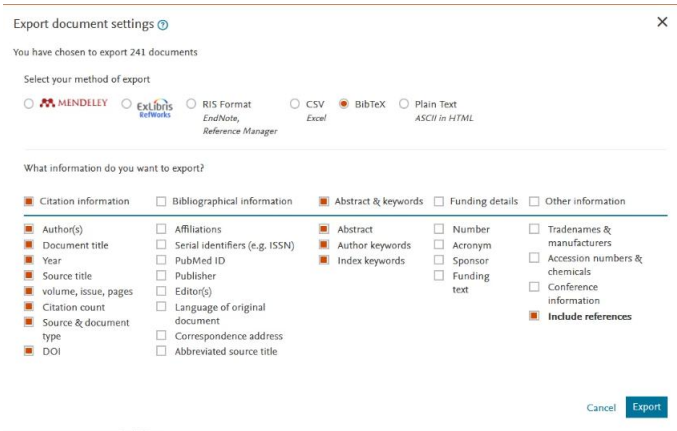 Export document settings ?
You have chosen to export 241 documents
Select your method of export
MENDELEY ExLibris RIS Format CSV BibTeX Plain Text
RefWorks EndNote, Excel ASCII in HTML
Reference Manager
What information do you want to export?
Citation information Bibliographical information Abstract & keywords Funding details Other information
Author(s) Affiliations Abstract Number Tradenames &
Document title Serial identifiers (e.g. ISSN) Author keywords Acronym manufacturers
Year PubMed ID Index keywords Sponsor Accession numbers &
Source title Publisher Funding chemicals
volume, issue, pages Editor(s) text Conference
Citation count Language of original information
Source & document document Include references
type Correspondence address
DOI Abbreviated source title
Cancel Export